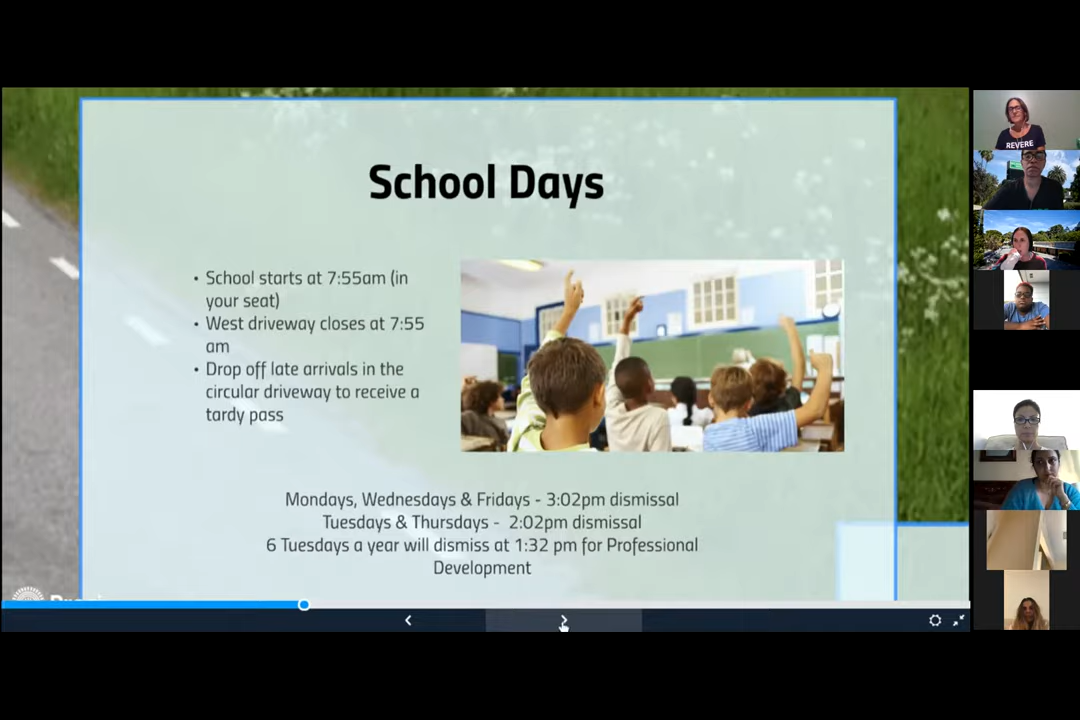 School Days
• School starts at 7:55am (in
your seat)
• West driveway closes at 7:55
am
• Drop off late arrivals in the
circular driveway to receive a
tardy pass
Mondays, Wednesdays & Fridays - 3:02pm dismissal
Tuesdays & Thursdays - 2:02pm dismissal
6 Tuesdays a year will dismiss at 1:32 pm for Professional
Development
REVERE